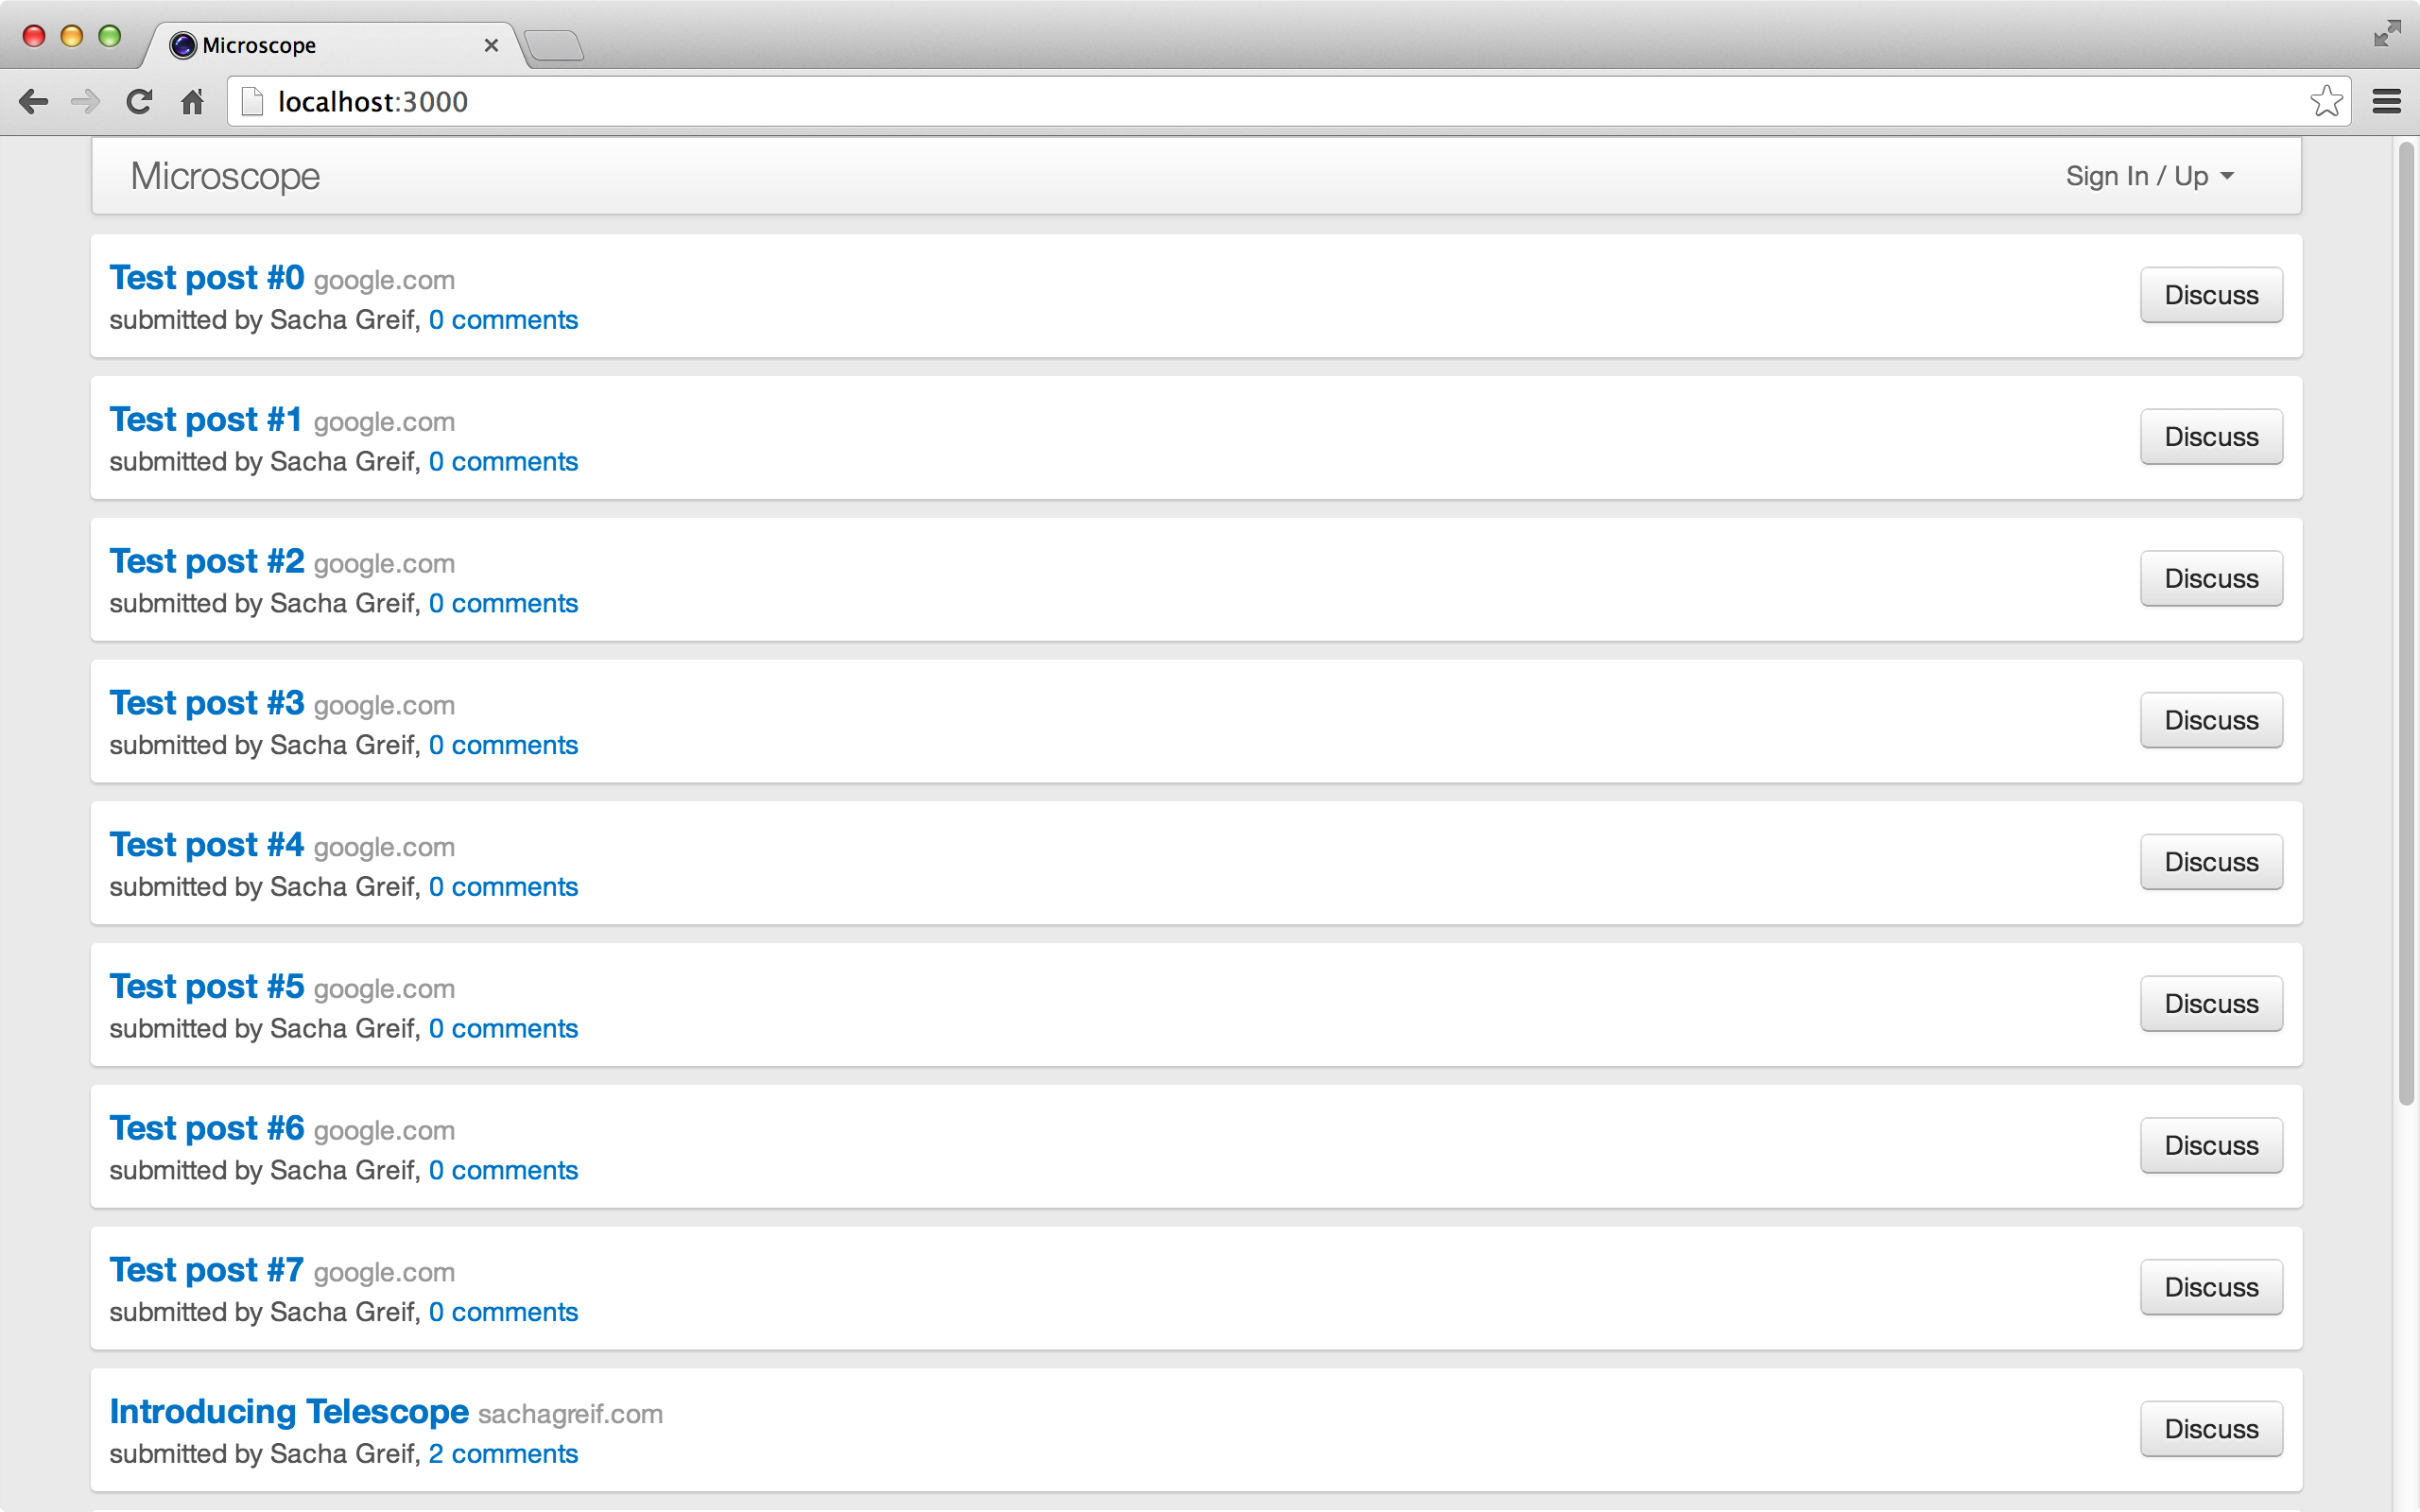 Microscope
localhost:3000
Microscope
Sign In / Up
Test post #0 google.com
submitted by Sacha Greif, 0 comments
Discuss
Test post #1 google.com
submitted by Sacha Greif, 0 comments
Discuss
Test post #2 google.com
submitted by Sacha Greif, 0 comments
Discuss
Test post #3 google.com
submitted by Sacha Greif, 0 comments
Discuss
Test post #4 google.com
submitted by Sacha Greif, 0 comments
Discuss
Test post #5 google.com
submitted by Sacha Greif, 0 comments
Discuss
Test post #6 google.com
submitted by Sacha Greif, 0 comments
Discuss
Test post #7 google.com
submitted by Sacha Greif, 0 comments
Discuss
Introducing Telescope sachagreif.com
submitted by Sacha Greif, 2 comments
Discuss